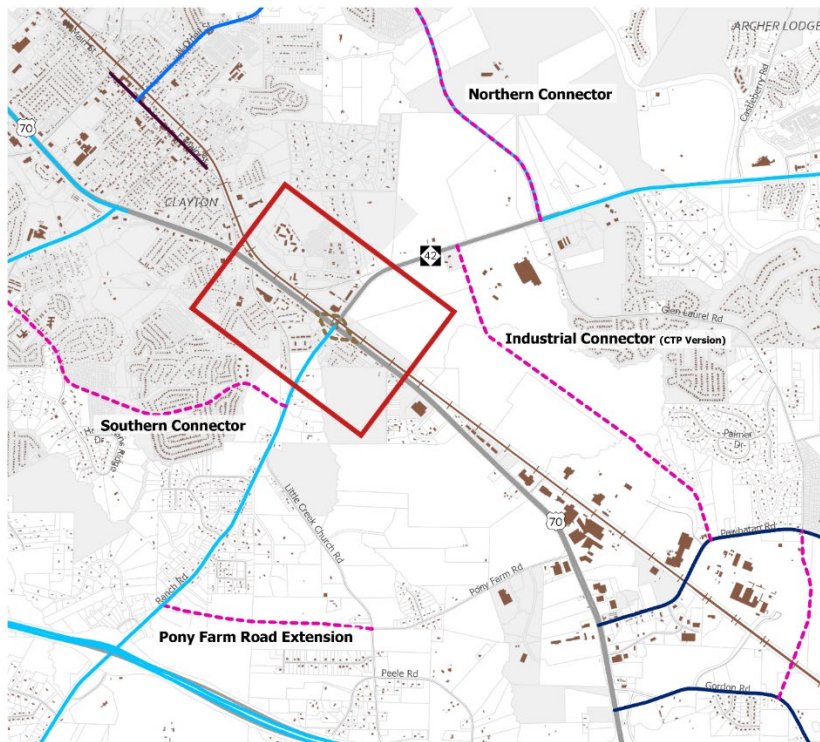 Main St
N O'Neil St
ARCHER LODGE
Castleberry Rd
Northern Connector
70
CLAYTON
42
Glen Laurel Rd
Industrial Connector (CTP Version)
Southern Connector
Palmer
Dr
Little Creek Church Rd
70
Powhatan Rd
Ranch Rd
Pony Farm Rd
Pony Farm Road Extension
Peele Rd
Gordon Rd